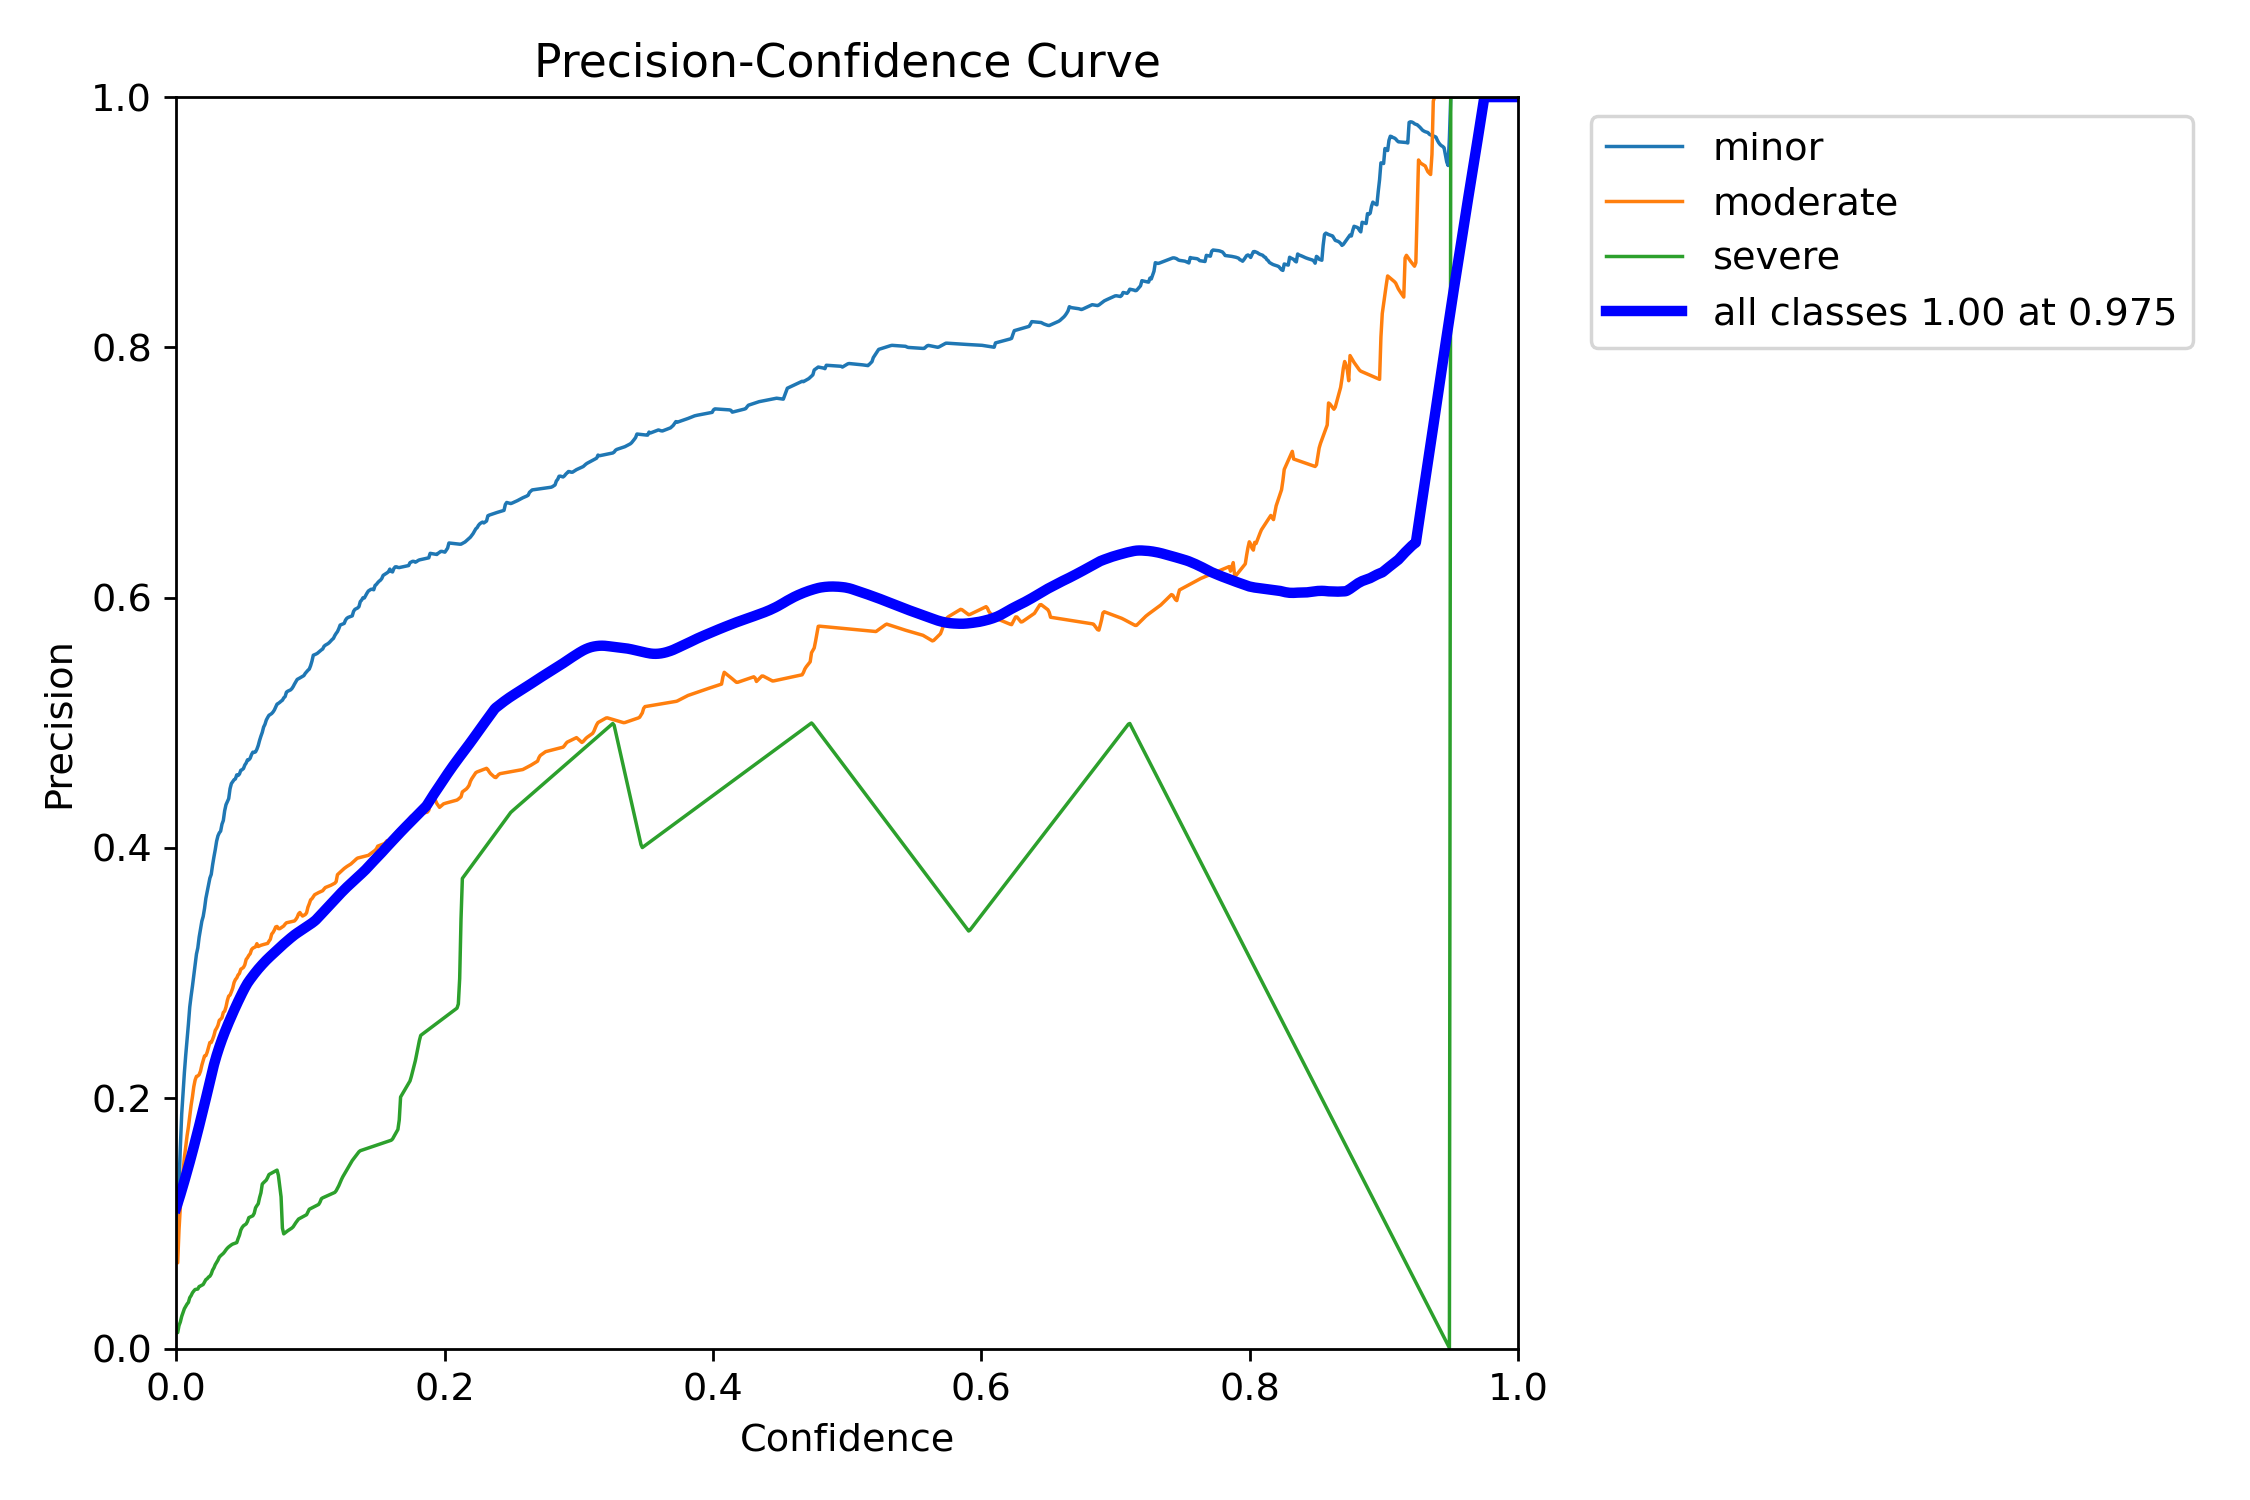 Precision-Confidence Curve
1.0
0.8
0.6
0.4
0.2
0.0
Precision
0.0 0.2 0.4 0.6 0.8 1.0
Confidence
minor
moderate
severe
all classes 1.00 at 0.975